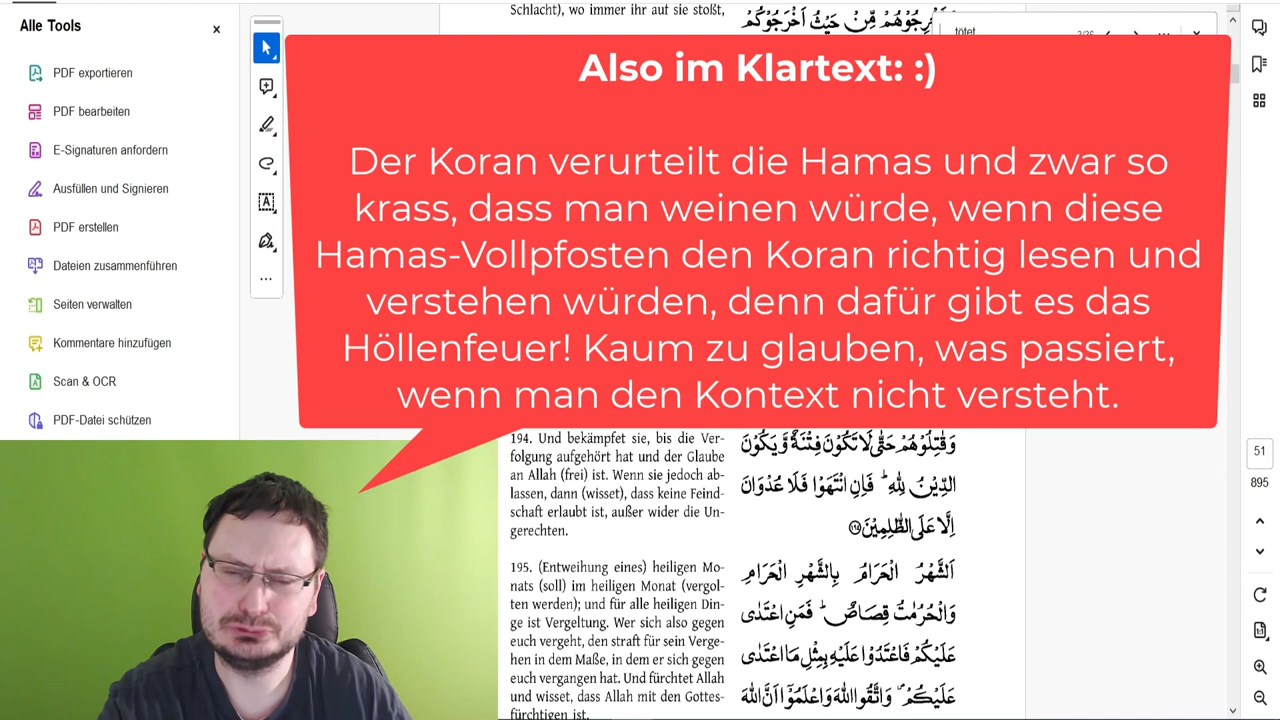 Alle Tools
PDF exportieren
PDF bearbeiten
E-Signaturen anfordern
Ausfüllen und Signieren
PDF erstellen
Dateien zusammenführen
Seiten verwalten
Kommentare hinzufügen
Scan & OCR
PDF-Datei schützen
Schlacht), wo immer ihr auf sie stoßt,
tötet
Also im Klartext: :)
Der Koran verurteilt die Hamas und zwar so
krass, dass man weinen würde, wenn diese
Hamas-Vollpfosten den Koran richtig lesen und
verstehen würden, denn dafür gibt es das
Höllenfeuer! Kaum zu glauben, was passiert,
wenn man den Kontext nicht versteht.
194. Und bekämpfet sie, bis die Ver-
folgung aufgehört hat und der Glaube
an Allah (frei) ist. Wenn sie jedoch ab-
lassen, dann (wisset), dass keine Feind-
schaft erlaubt ist, außer wider die Un-
gerechten.
195. (Entweihung eines) heiligen Mo-
nats (soll) im heiligen Monat (vergol-
ten werden); und für alle heiligen Din-
ge ist Vergeltung. Wer sich also gegen
euch vergeht, den straft für sein Verge-
hen in dem Maße, in dem er sich gegen
euch vergangen hat. Und fürchtet Allah
und wisset, dass Allah mit den Gottes-
fürchtigen ist.
مِّنْ حَيْثُ اَخْرَجُوْكُمْ
وَقٰتِلُوْهُمْ حَتّٰى لَا تَكُوْنَ فِتْنَةٌ وَّيَكُوْنَ
الدِّيْنُ لِلّٰهِ ؕ فَاِنِ انْتَهَوْا فَلَا عُدْوَانَ
اِلَّا عَلَى الظّٰلِمِيْنَ
اَلشَّهْرُ الْحَرَامُ بِالشَّهْرِ الْحَرَامِ
وَالْحُرُمٰتُ قِصَاصٌ ؕ فَمَنِ اعْتَدٰى
عَلَيْكُمْ فَاعْتَدُوْا عَلَيْهِ بِمِثْلِ مَا اعْتَدٰى
عَلَيْكُمْ ۪ وَاتَّقُوا اللّٰهَ وَاعْلَمُوْۤا اَنَّ اللّٰهَ
51
895